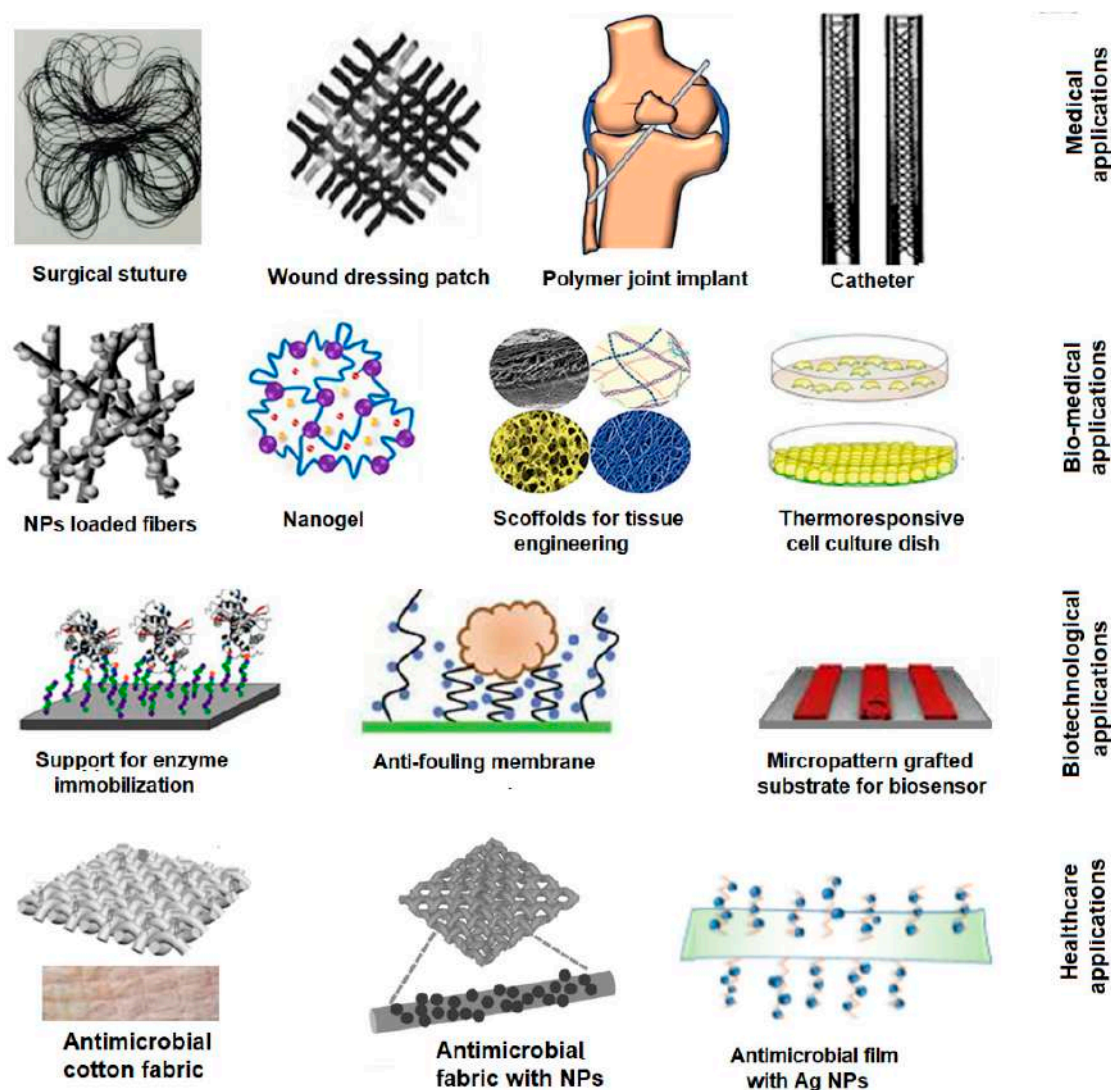 Surgical stuture
Wound dressing patch
Polymer joint implant
Catheter
Medical
applications
NPs loaded fibers
Nanogel
Scoffolds for tissue
engineering
Thermoresponsive
cell culture dish
Bio-medical
applications
Support for enzyme
immobilization
Anti-fouling membrane
Mircropattern grafted
substrate for biosensor
Biotechnological
applications
Antimicrobial
cotton fabric
Antimicrobial
fabric with NPs
Antimicrobial film
with Ag NPs
Healthcare
applications